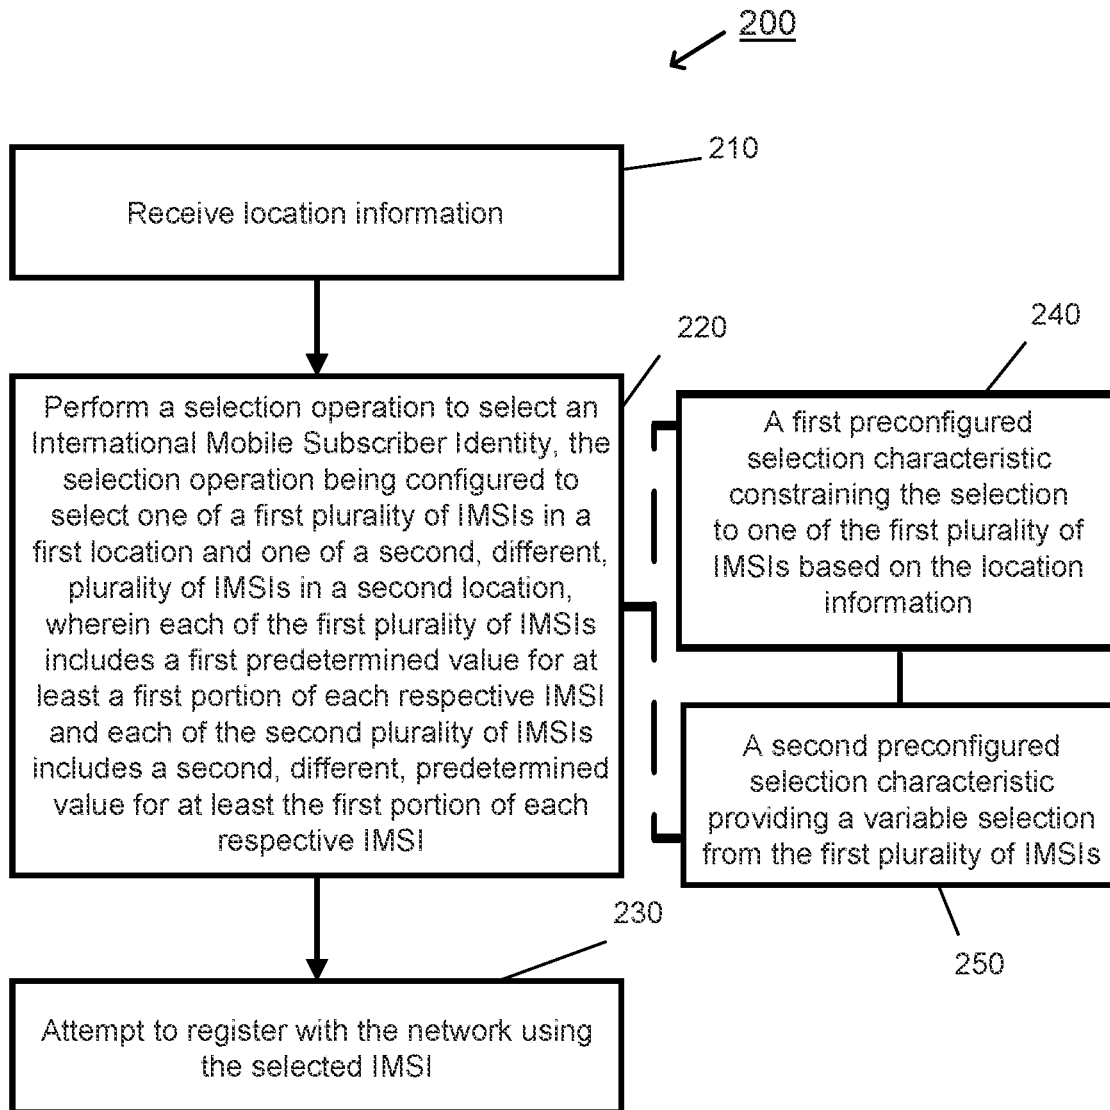 200
210
Receive location information
220
Perform a selection operation to select an
International Mobile Subscriber Identity, the
selection operation being configured to
select one of a first plurality of IMSIs in a
first location and one of a second, different,
plurality of IMSIs in a second location,
wherein each of the first plurality of IMSIs
includes a first predetermined value for at
least a first portion of each respective IMSI
and each of the second plurality of IMSIs
includes a second, different, predetermined
value for at least the first portion of each
respective IMSI
240
A first preconfigured
selection characteristic
constraining the selection
to one of the first plurality of
IMSIs based on the location
information
A second preconfigured
selection characteristic
providing a variable selection
from the first plurality of IMSIs
250
230
Attempt to register with the network using
the selected IMSI